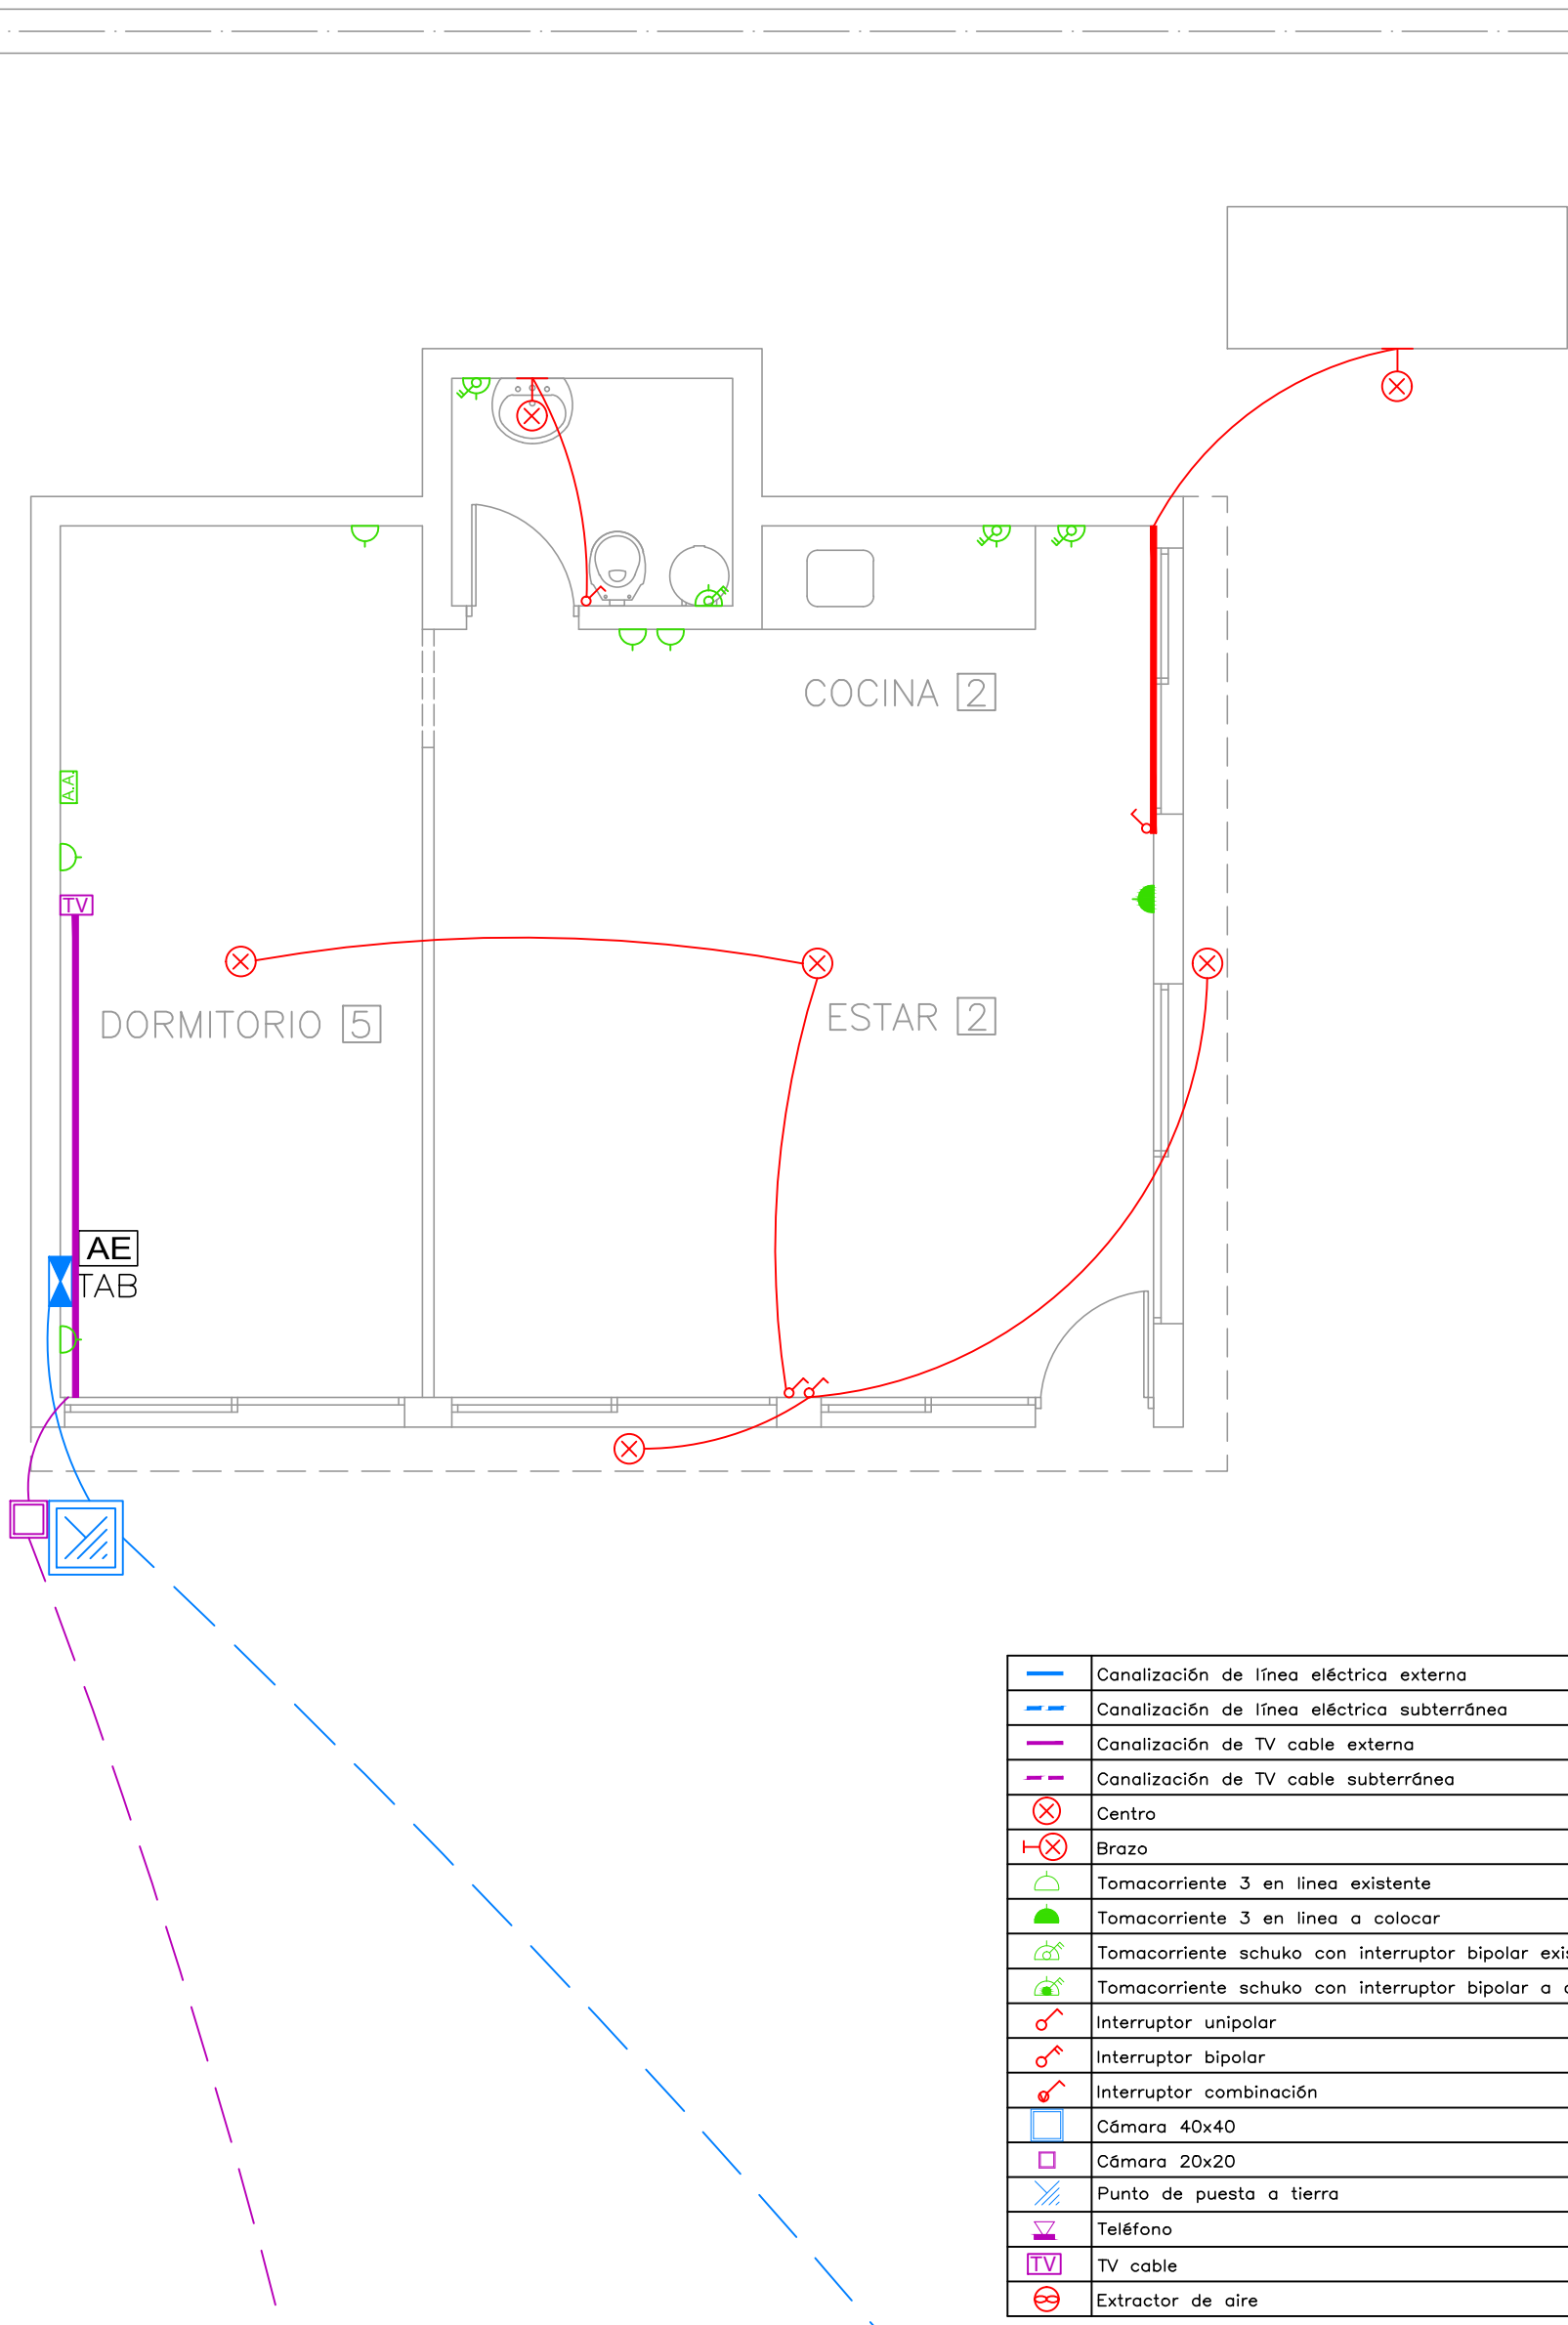 COCINA 2
A.A.
TV
DORMITORIO 5
ESTAR 2
AE
TAB
Canalización de línea eléctrica externa
Canalización de línea eléctrica subterránea
Canalización de TV cable externa
Canalización de TV cable subterránea
Centro
Brazo
Tomacorriente 3 en linea existente
Tomacorriente 3 en linea a colocar
Tomacorriente schuko con interruptor bipolar exis
Tomacorriente schuko con interruptor bipolar a
Interruptor unipolar
Interruptor bipolar
Interruptor combinación
Cámara 40x40
Cámara 20x20
Punto de puesta a tierra
Teléfono
TV TV cable
Extractor de aire